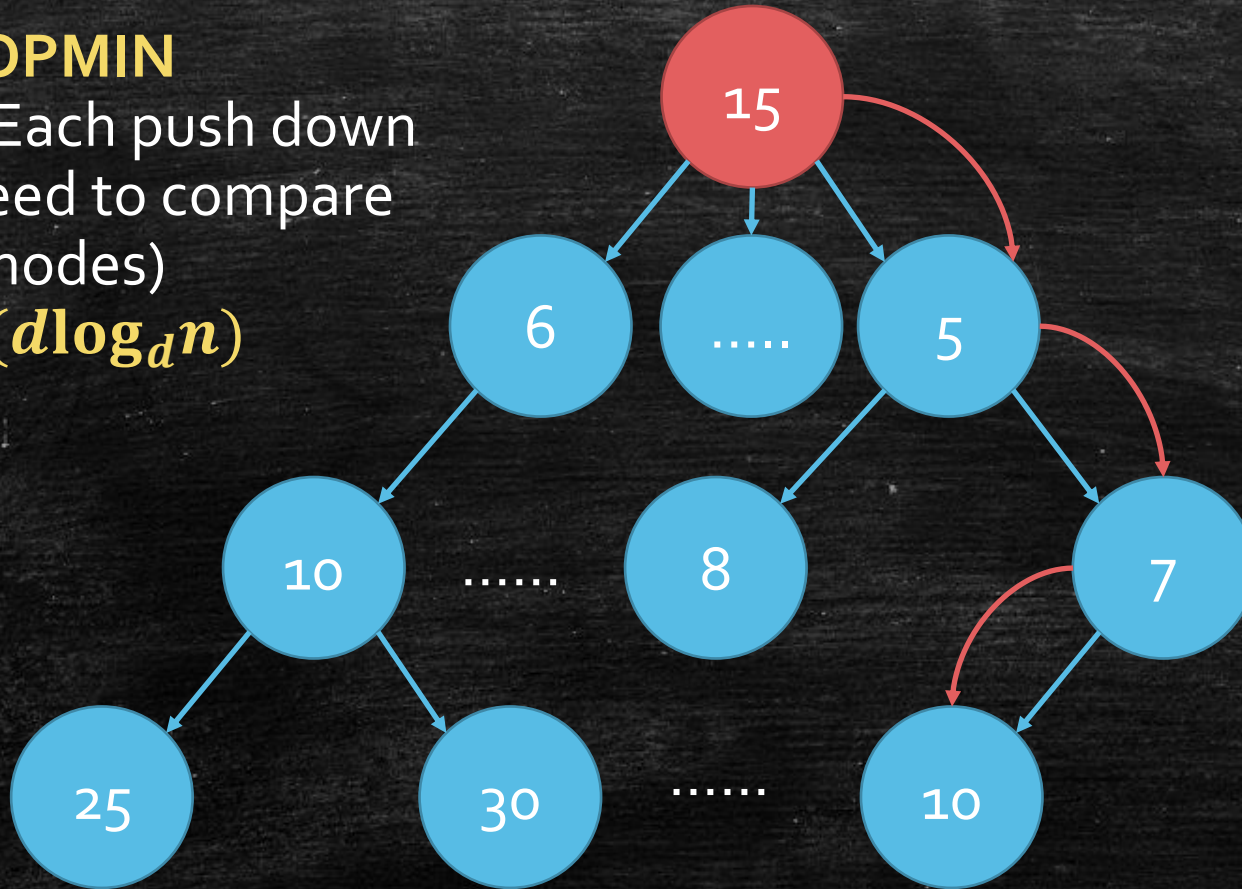 OPMIN
Each push down
eed to compare
nodes)
(dlog_d n)
15
6
.....
5
10
......
8
7
25
30
......
10